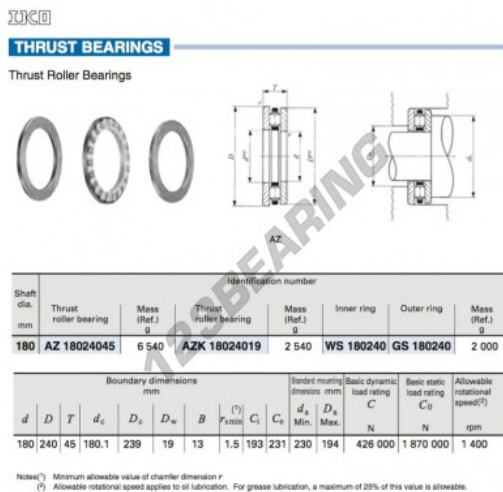 IKO
THRUST BEARINGS
Thrust Roller Bearings
T
r
r
D
d
AZ
123BEARING
Identification number
Shaft dia. mm
Thrust roller bearing
Mass (Ref.) g
Thrust roller bearing
Mass (Ref.) g
Inner ring
Outer ring
Mass (Ref.) g
180 AZ 18024045 6 540 AZK 18024019 2 540 WS 180240 GS 180240 2 000
Boundary dimensions mm
Standard mounting dimensions mm
Basic dynamic load rating C N
Basic static load rating C₀ N
Allowable rotational speed(²) rpm
d D T dc Dc Dw B rs min(¹) Ci Ce da Min. Da Max.
180 240 45 180.1 239 19 13 1.5 193 231 230 194 426 000 1 870 000 1 400
Notes(¹) Minimum allowable value of chamfer dimension r
(²) Allowable rotational speed applies to oil lubrication. For grease lubrication, a maximum of 25% of this value is allowable.